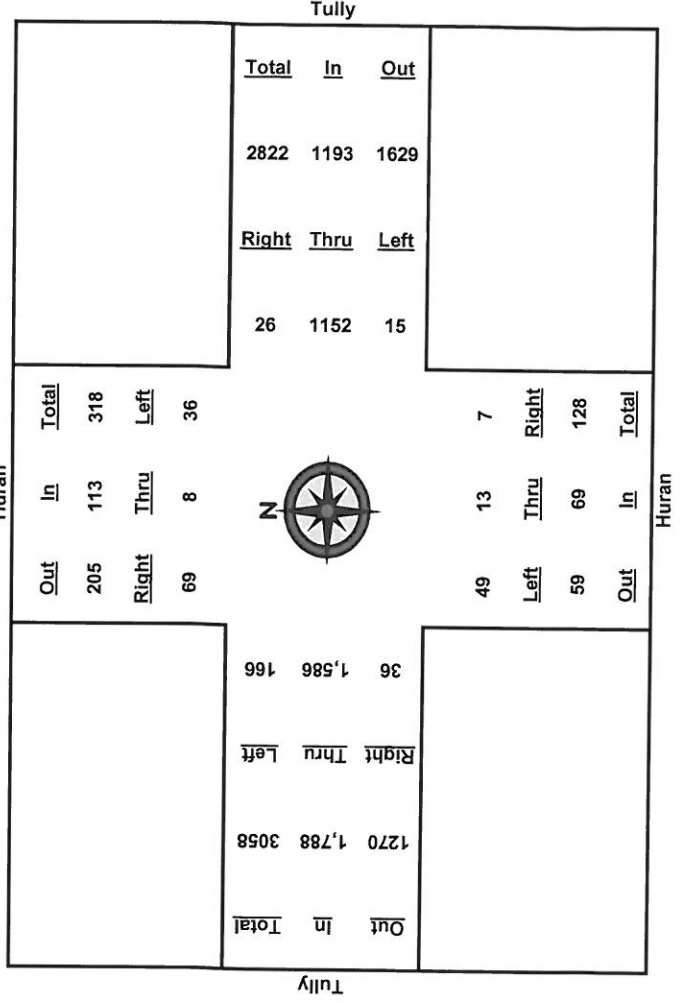 Tully
Total In Out
2822 1193 1629
Right Thru Left
26 1152 15
Huran
Total In Out
318 113 205
Left Thru Right
36 8 69
N
7 13 49
Right Thru Left
128 69 59
Total In Out
Huran
166 1,586 36
Left Thru Right
3058 1,788 1270
Total In Out
Tully